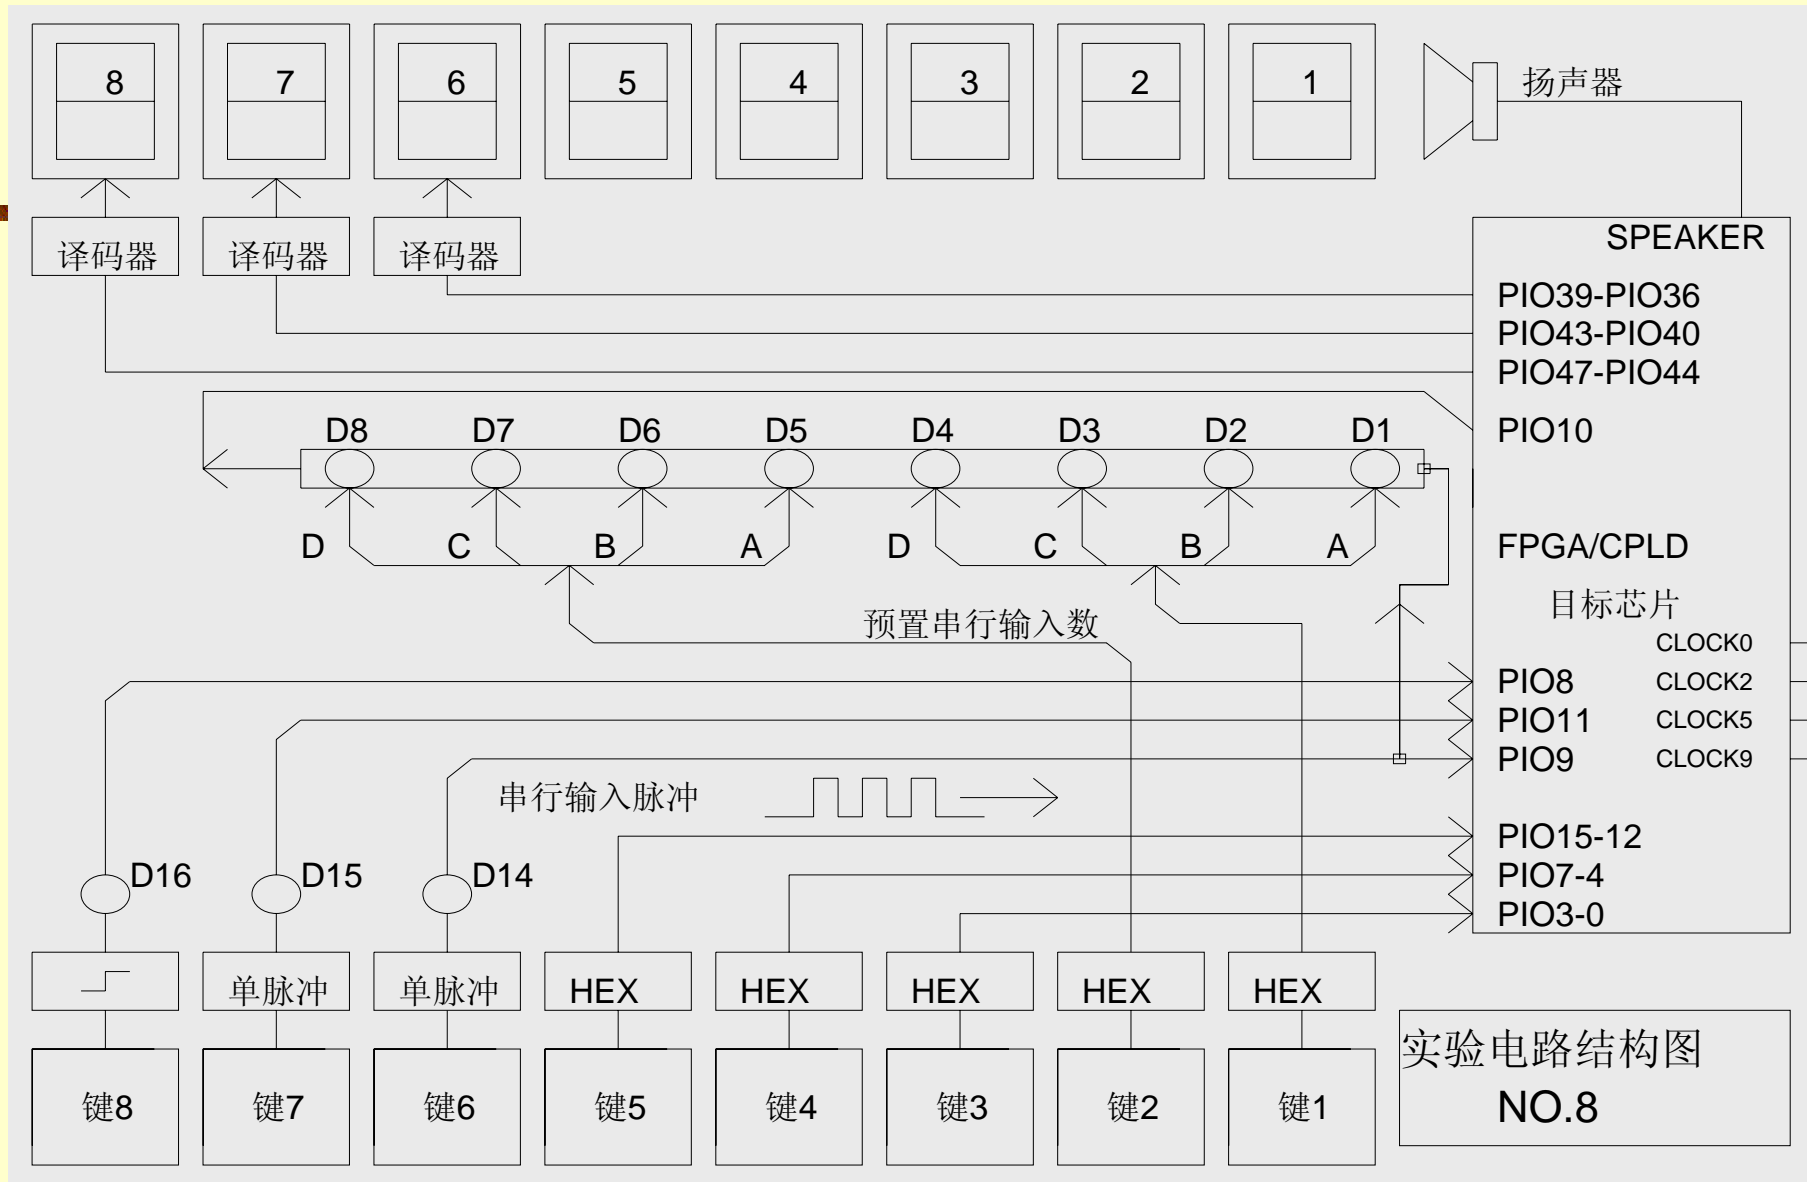 8 7 6 5 4 3 2 1
扬声器
译码器 译码器 译码器
SPEAKER
PIO39-PIO36
PIO43-PIO40
PIO47-PIO44
PIO10
D8 D7 D6 D5 D4 D3 D2 D1
D C B A D C B A
FPGA/CPLD
目标芯片
预置串行输入数
CLOCK0
PIO8 CLOCK2
PIO11 CLOCK5
PIO9 CLOCK9
串行输入脉冲
PIO15-12
PIO7-4
PIO3-0
D16 D15 D14
单脉冲 单脉冲 HEX HEX HEX HEX HEX
键8 键7 键6 键5 键4 键3 键2 键1
实验电路结构图
NO.8